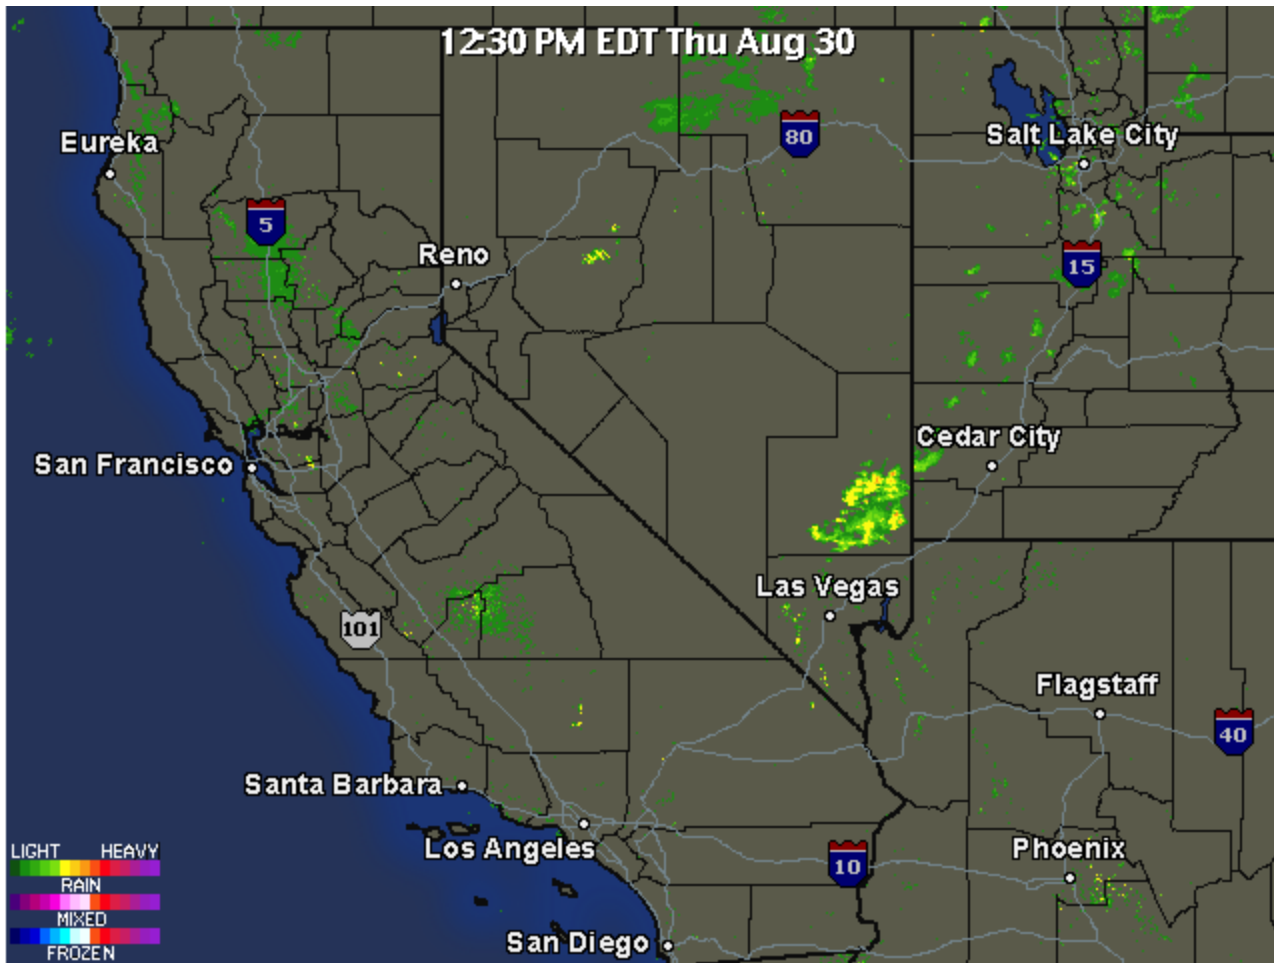 12:30 PM EDT Thu Aug 30
80
Salt Lake City
Eureka
5
Reno
15
Cedar City
San Francisco
Las Vegas
101
Flagstaff
40
Santa Barbara
Los Angeles
10
Phoenix
LIGHT HEAVY
RAIN
MIXED
FROZEN
San Diego